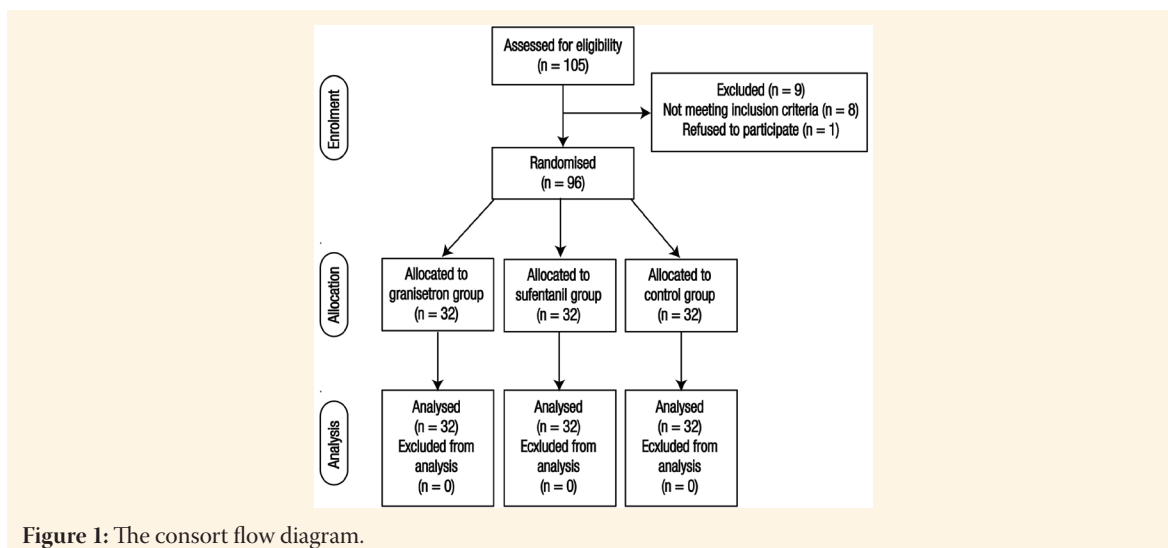 Assessed for eligibility
(n = 105)
Enrolment
Excluded (n = 9)
Not meeting inclusion criteria (n = 8)
Refused to participate (n = 1)
Randomised
(n = 96)
Allocation
Allocated to
granisetron group
(n = 32)
Allocated to
sufentanil group
(n = 32)
Allocated to
control group
(n = 32)
Analysis
Analysed
(n = 32)
Excluded from
analysis
(n = 0)
Analysed
(n = 32)
Ecxluded from
analysis
(n = 0)
Analysed
(n = 32)
Ecxluded from
analysis
(n = 0)
Figure 1: The consort flow diagram.